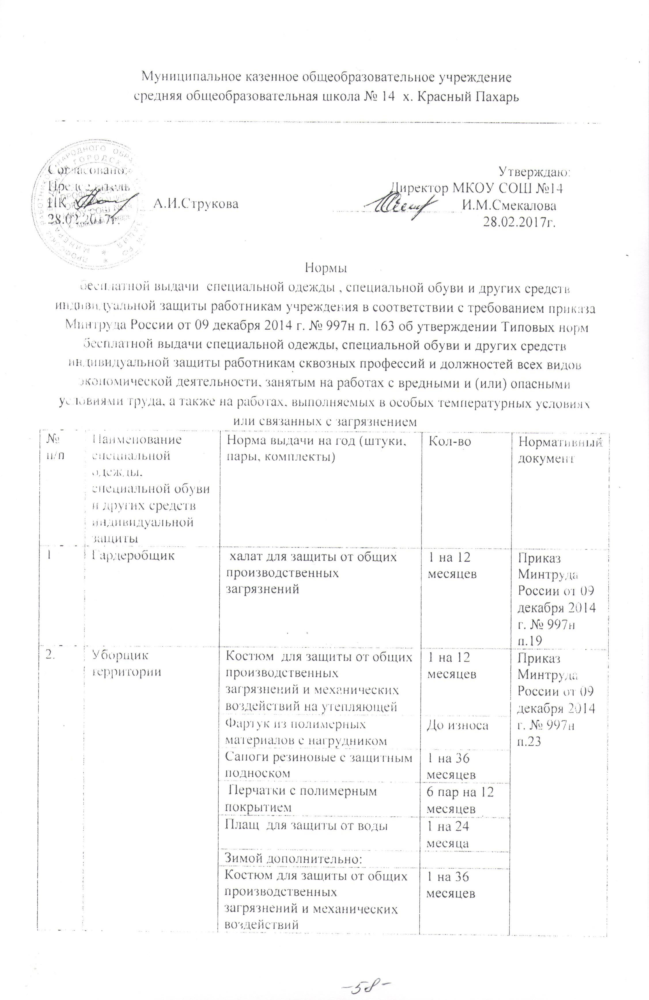 Муниципальное казенное общеобразовательное учреждение
средняя общеобразовательная школа № 14 х. Красный Пахарь
Согласовано:
Председатель
ПК А.И.Струкова
28.02.2017г.
Утверждаю:
Директор МКОУ СОШ №14
И.М.Смекалова
28.02.2017г.
Нормы
бесплатной выдачи специальной одежды , специальной обуви и других средств
индивидуальной защиты работникам учреждения в соответствии с требованием приказа
Минтруда России от 09 декабря 2014 г. № 997н п. 163 об утверждении Типовых норм
бесплатной выдачи специальной одежды, специальной обуви и других средств
индивидуальной защиты работникам сквозных профессий и должностей всех видов
экономической деятельности, занятым на работах с вредными и (или) опасными
условиями труда, а также на работах, выполняемых в особых температурных условиях
или связанных с загрязнением
№
п/п
Наименование
специальной
одежды,
специальной обуви
и других средств
индивидуальной
защиты
Норма выдачи на год (штуки,
пары, комплекты)
Кол-во
Нормативный
документ
1
Гардеробщик
халат для защиты от общих
производственных
загрязнений
1 на 12
месяцев
Приказ
Минтруда
России от 09
декабря 2014
г. № 997н
п.19
2.
Уборщик
территории
Костюм для защиты от общих
производственных
загрязнений и механических
воздействий на утепляющей
1 на 12
месяцев
Приказ
Минтруда
России от 09
декабря 2014
г. № 997н
п.23
Фартук из полимерных
материалов с нагрудником
До износа
Сапоги резиновые с защитным
подноском
1 на 36
месяцев
Перчатки с полимерным
покрытием
6 пар на 12
месяцев
Плащ для защиты от воды
1 на 24
месяца
Зимой дополнительно:
Костюм для защиты от общих
производственных
загрязнений и механических
воздействий
1 на 36
месяцев
-58-